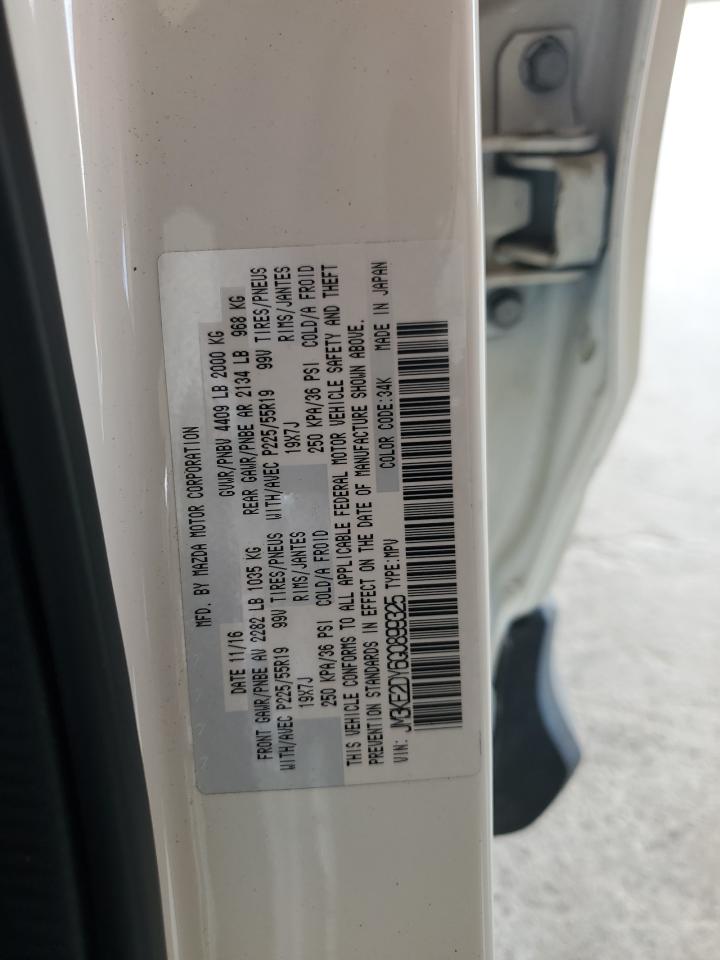 MFD. BY MAZDA MOTOR CORPORATION
DATE 11/16 GVWR/PNBV 4409 LB 2000 KG
FRONT GAWR/PNBE AV 2282 LB 1035 KG REAR GAWR/PNBE AR 2134 LB 968 KG
WITH/AVEC P225/55R19 99V TIRES/PNEUS WITH/AVEC P225/55R19 99V TIRES/PNEUS
19X7J RIMS/JANTES 19X7J RIMS/JANTES
250 KPA/36 PSI COLD/A FROID 250 KPA/36 PSI COLD/A FROID
THIS VEHICLE CONFORMS TO ALL APPLICABLE FEDERAL MOTOR VEHICLE SAFETY AND THEFT
PREVENTION STANDARDS IN EFFECT ON THE DATE OF MANUFACTURE SHOWN ABOVE.
VIN: JM3KE2DY6G0899325 TYPE:MPV COLOR CODE:34K MADE IN JAPAN